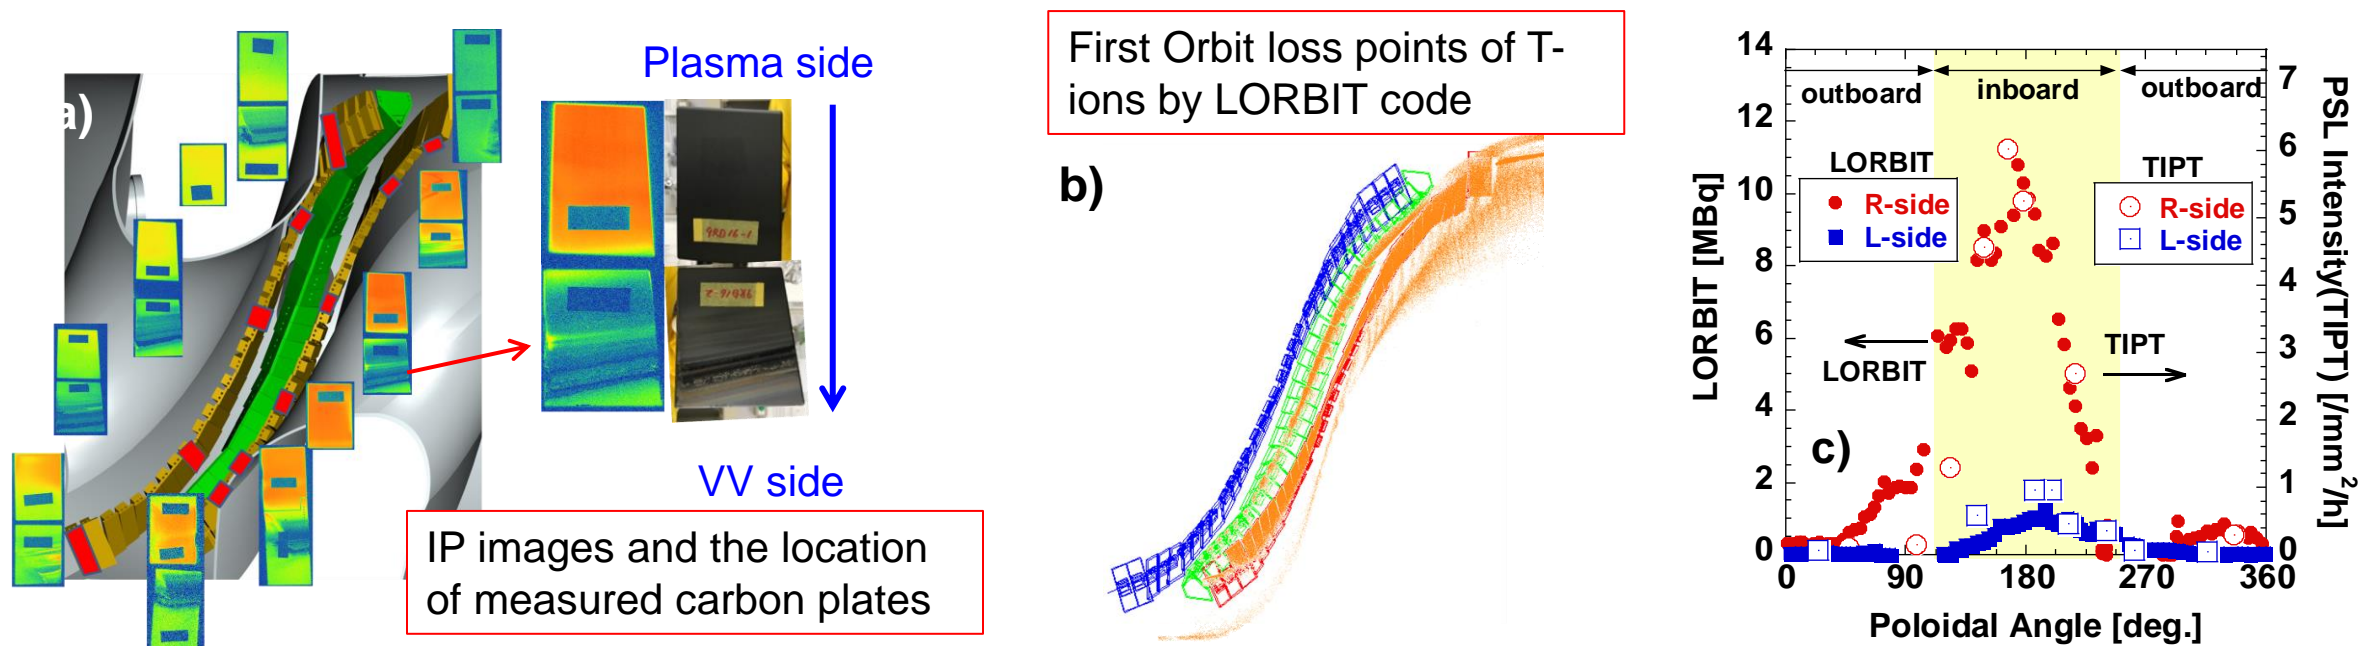 a)
Plasma side
VV side
IP images and the location
of measured carbon plates
First Orbit loss points of T-
ions by LORBIT code
b)
14
12
10
8
6
4
2
0
LORBIT [MBq]
outboard
inboard
outboard
LORBIT
R-side
L-side
TIPT
R-side
L-side
LORBIT
TIPT
c)
7
6
5
4
3
2
1
0
PSL Intensity(TIPT) [/mm²/h]
0 90 180 270 360
Poloidal Angle [deg.]